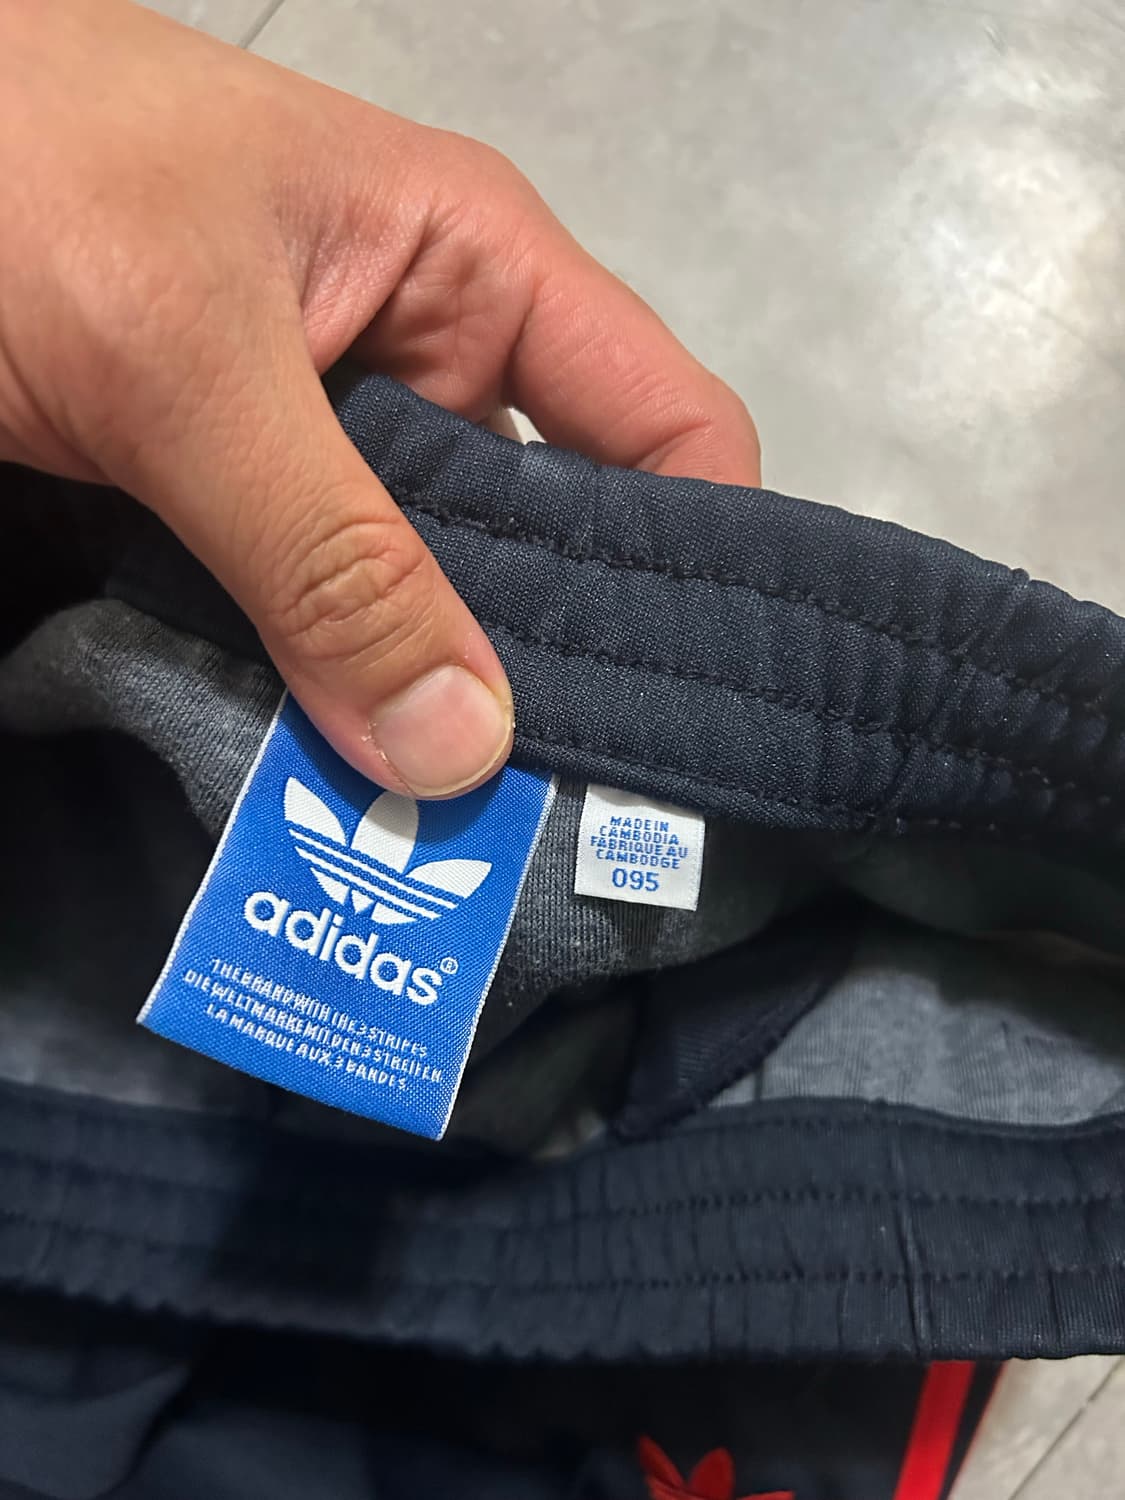 adidas®
THE BRAND WITH THE 3 STRIPES
DIE WELTMARKE MIT DEN 3 STREIFEN
LA MARQUE AUX 3 BANDES
MADE IN
CAMBODIA
FABRIQUE AU
CAMBODGE
095